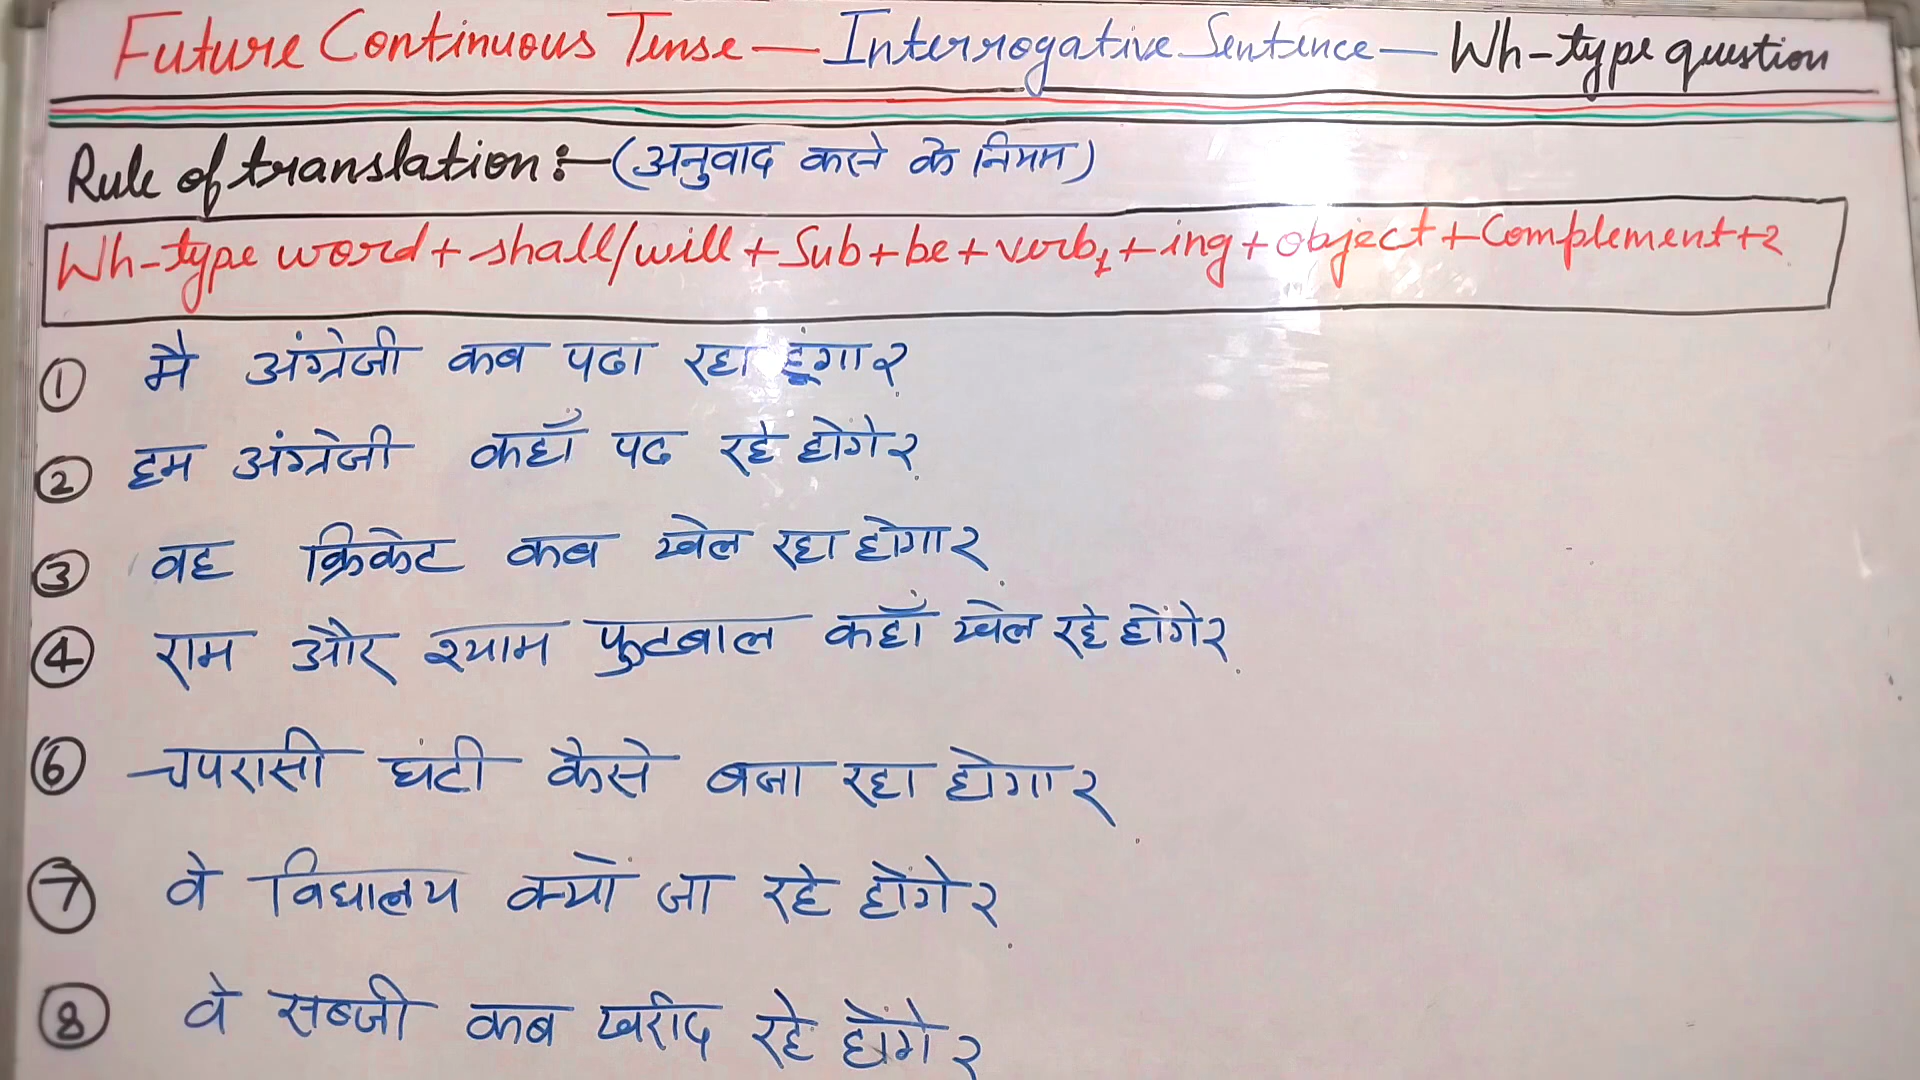 Future Continuous Tense — Interrogative Sentence — Wh-type question
Rule of translation :- (अनुवाद करने के नियम)
Wh-type word + shall/will + Sub + be + verb1 + ing + object + Complement + ?
① मै अंग्रेजी कब पढा रहा हूंगा?
② हम अंग्रेजी कहाँ पढ रहे होंगे?
③ वह क्रिकेट कब खेल रहा होगा?
④ राम और श्याम फुटबाल कहाँ खेल रहे होंगे?
⑥ चपरासी घंटी कैसे बजा रहा होगा?
⑦ वे विद्यालय क्यों जा रहे होंगे?
⑧ वे सब्जी कब खरीद रहे होंगे?